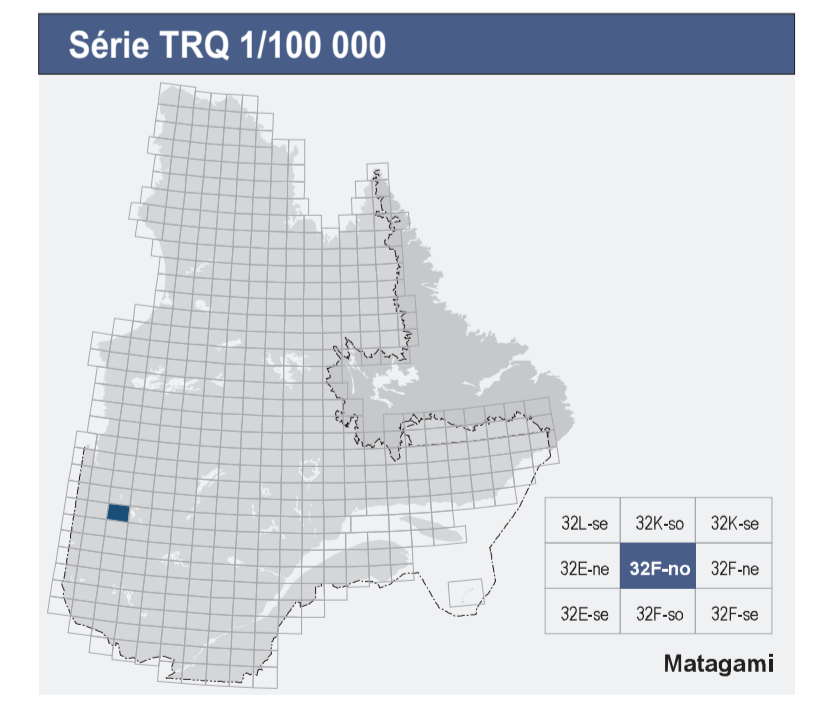 Série TRQ 1/100 000
32L-se 32K-so 32K-se
32E-ne 32F-no 32F-ne
32E-se 32F-so 32F-se
Matagami